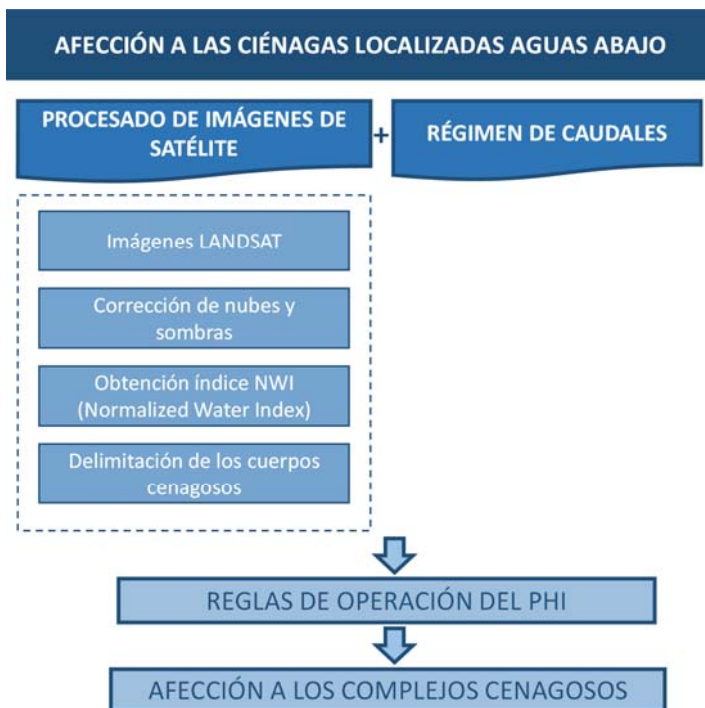 AFECCIÓN A LAS CIÉNAGAS LOCALIZADAS AGUAS ABAJO
PROCESADO DE IMÁGENES DE
SATÉLITE
+
RÉGIMEN DE CAUDALES
Imágenes LANDSAT
Corrección de nubes y
sombras
Obtención índice NWI
(Normalized Water Index)
Delimitación de los cuerpos
cenagosos
REGLAS DE OPERACIÓN DEL PHI
AFECCIÓN A LOS COMPLEJOS CENAGOSOS